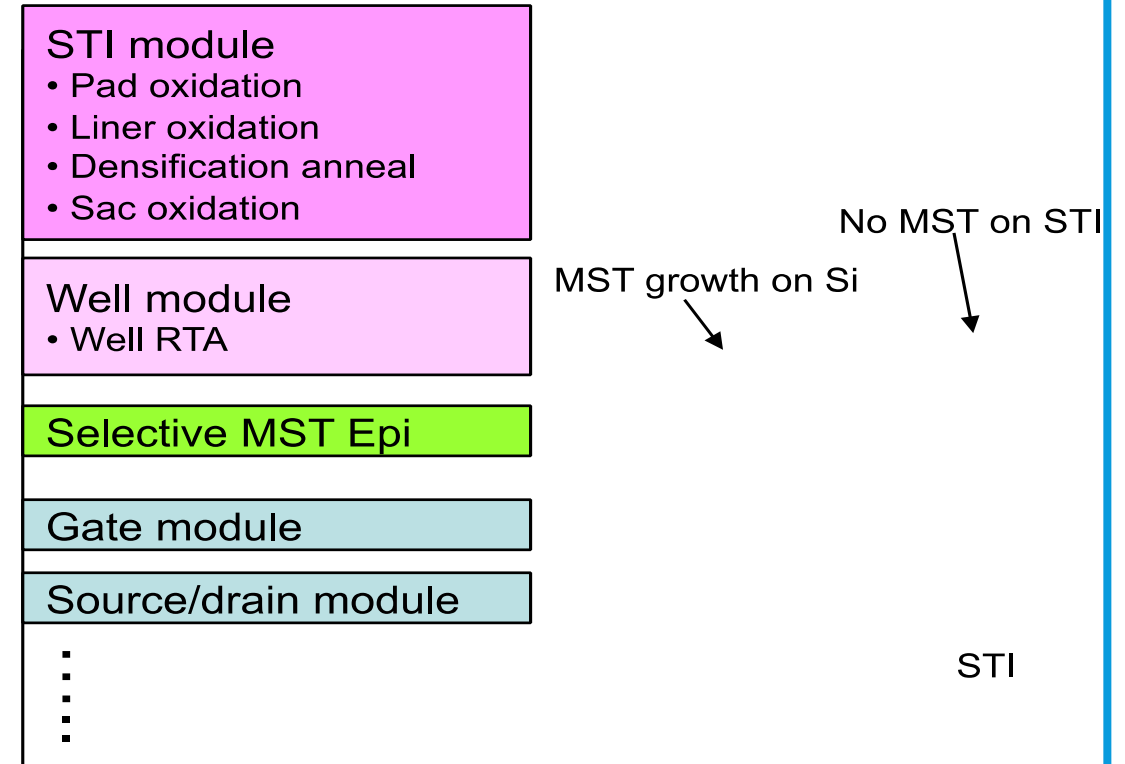 STI module
• Pad oxidation
• Liner oxidation
• Densification anneal
• Sac oxidation
Well module
• Well RTA
Selective MST Epi
Gate module
Source/drain module
No MST on STI
MST growth on Si
STI